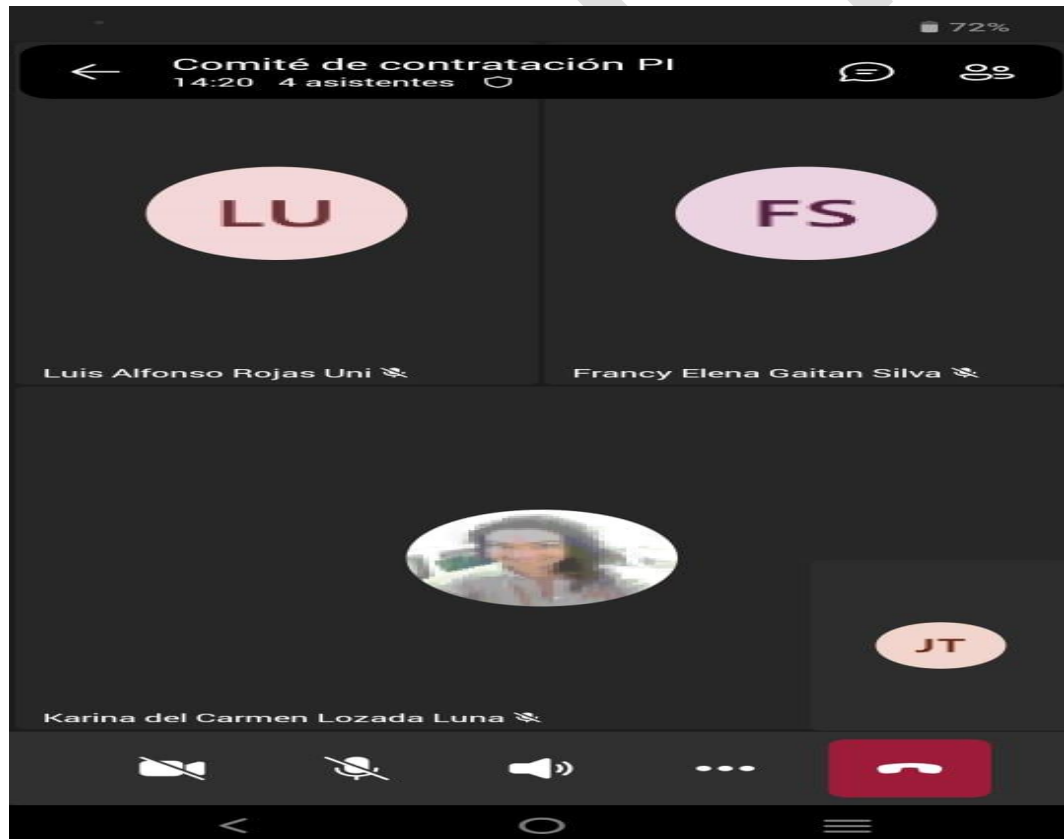 72%
Comité de contratación PI
14:20 4 asistentes
LU
FS
Luis Alfonso Rojas Uni
Francy Elena Gaitan Silva
JT
Karina del Carmen Lozada Luna